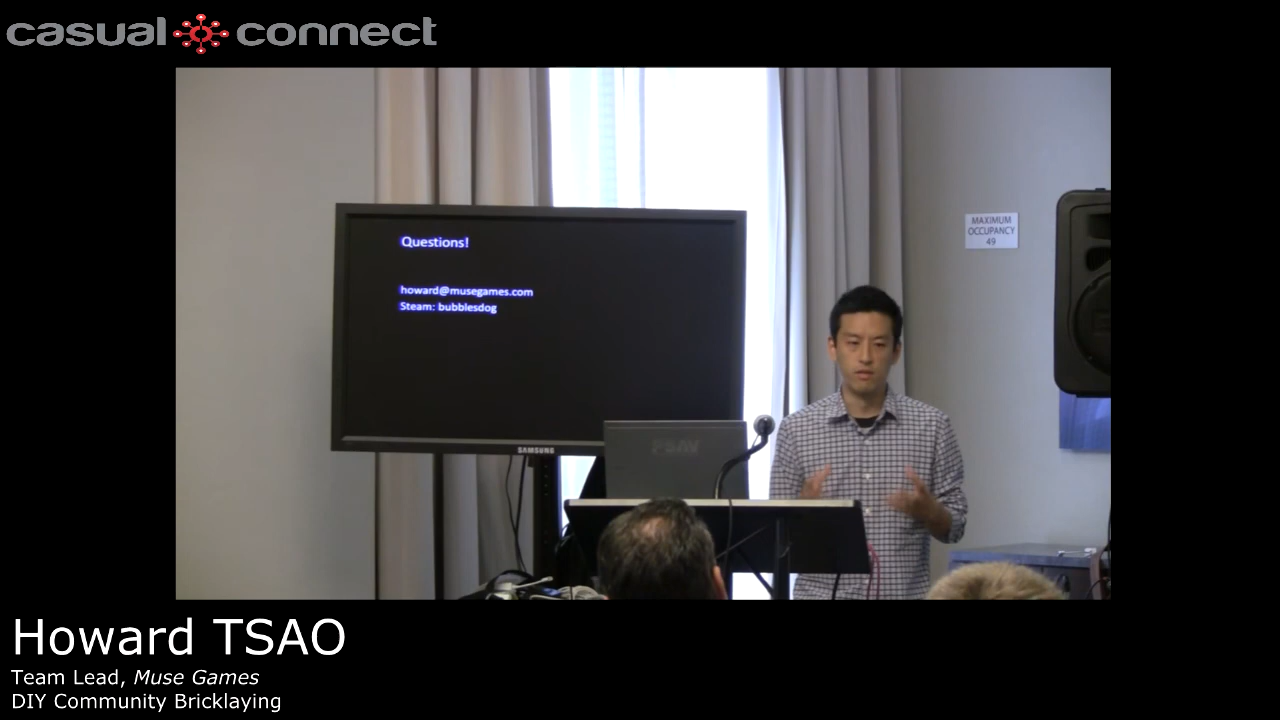 casual connect
Questions!
howard@musegames.com
Steam: bubblesdog
SAMSUNG
PSAV
MAXIMUM
OCCUPANCY
49
Howard TSAO
Team Lead, Muse Games
DIY Community Bricklaying